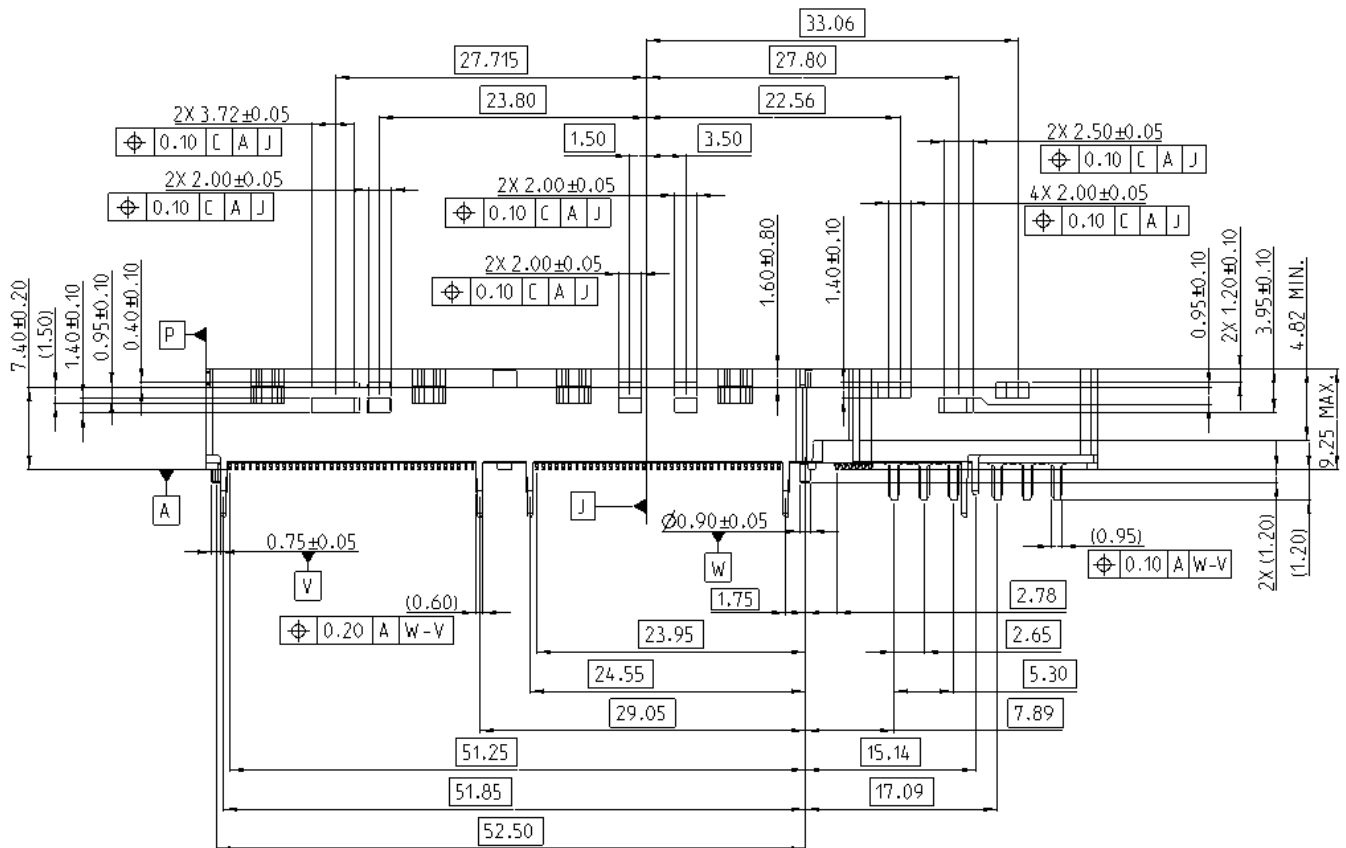 33.06
27.715
27.80
23.80
22.56
2X 3.72±0.05
⌖ 0.10 C A J
1.50
3.50
2X 2.50±0.05
⌖ 0.10 C A J
2X 2.00±0.05
⌖ 0.10 C A J
2X 2.00±0.05
⌖ 0.10 C A J
4X 2.00±0.05
⌖ 0.10 C A J
2X 2.00±0.05
⌖ 0.10 C A J
7.40±0.20
(1.50)
1.40±0.10
0.95±0.10
0.40±0.10
1.60±0.80
1.40±0.10
0.95±0.10
2X 1.20±0.10
3.95±0.10
4.82 MIN.
9.25 MAX.
P
A
J
0.75±0.05
V
Ø0.90±0.05
W
(0.95)
⌖ 0.10 A W-V
2X (1.20)
(1.20)
(0.60)
⌖ 0.20 A W-V
1.75
2.78
23.95
2.65
24.55
5.30
29.05
7.89
51.25
15.14
51.85
17.09
52.50